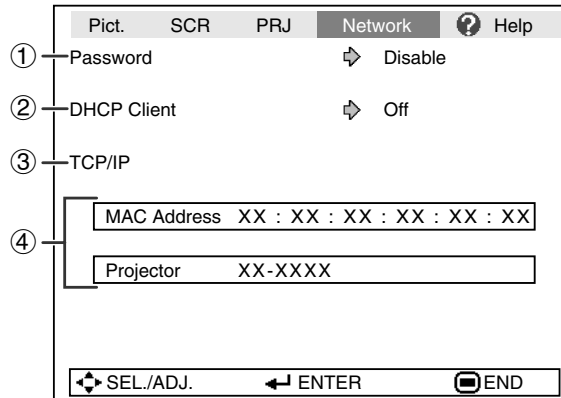 Pict. SCR PRJ Network ? Help
① Password Disable
② DHCP Client Off
③ TCP/IP
④
MAC Address XX : XX : XX : XX : XX : XX
Projector XX-XXXX
SEL./ADJ. ENTER END